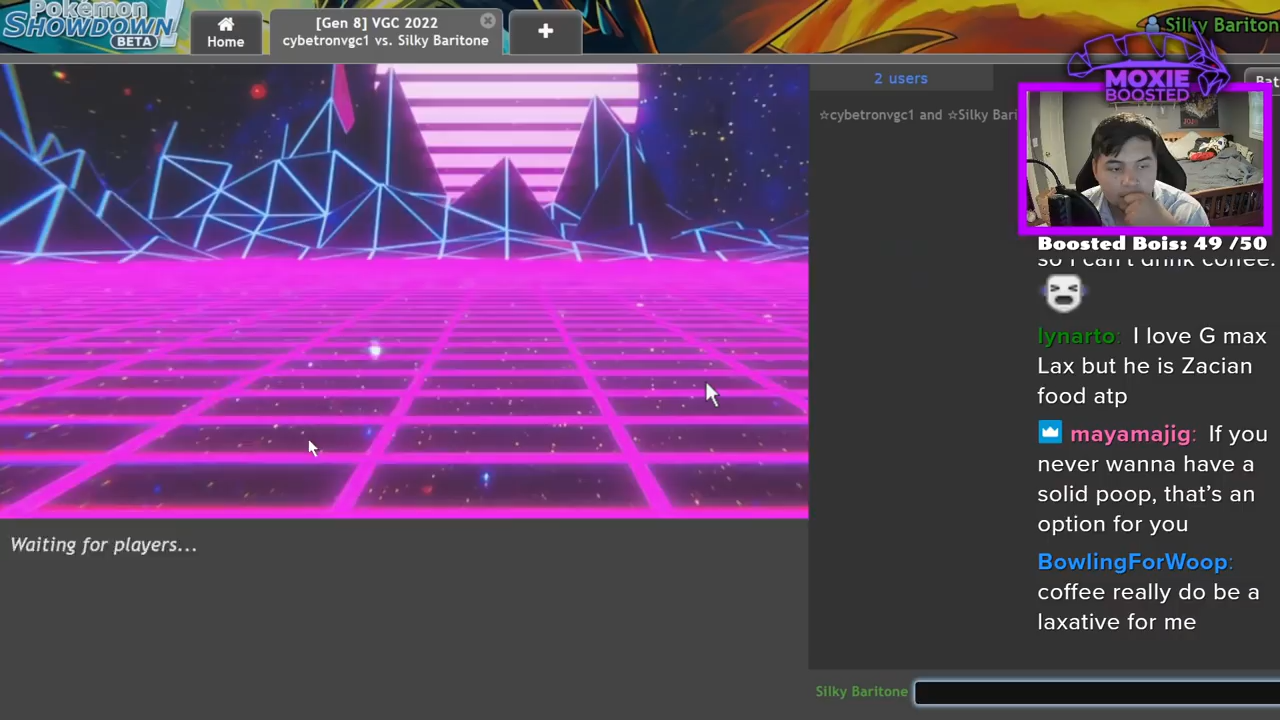 Pokémon
SHOWDOWN!
BETA
Home
[Gen 8] VGC 2022
cybetronvgc1 vs. Silky Baritone
+
Silky Bariton
2 users
Bat
☆cybetronvgc1 and ☆Silky Bari
MOXIE
BOOSTED
Boosted Bois: 49 /50
so I can't drink coffee.
lynarto: I love G max
Lax but he is Zacian
food atp
mayamajig: If you
never wanna have a
solid poop, that's an
option for you
BowlingForWoop:
coffee really do be a
laxative for me
Waiting for players...
Silky Baritone